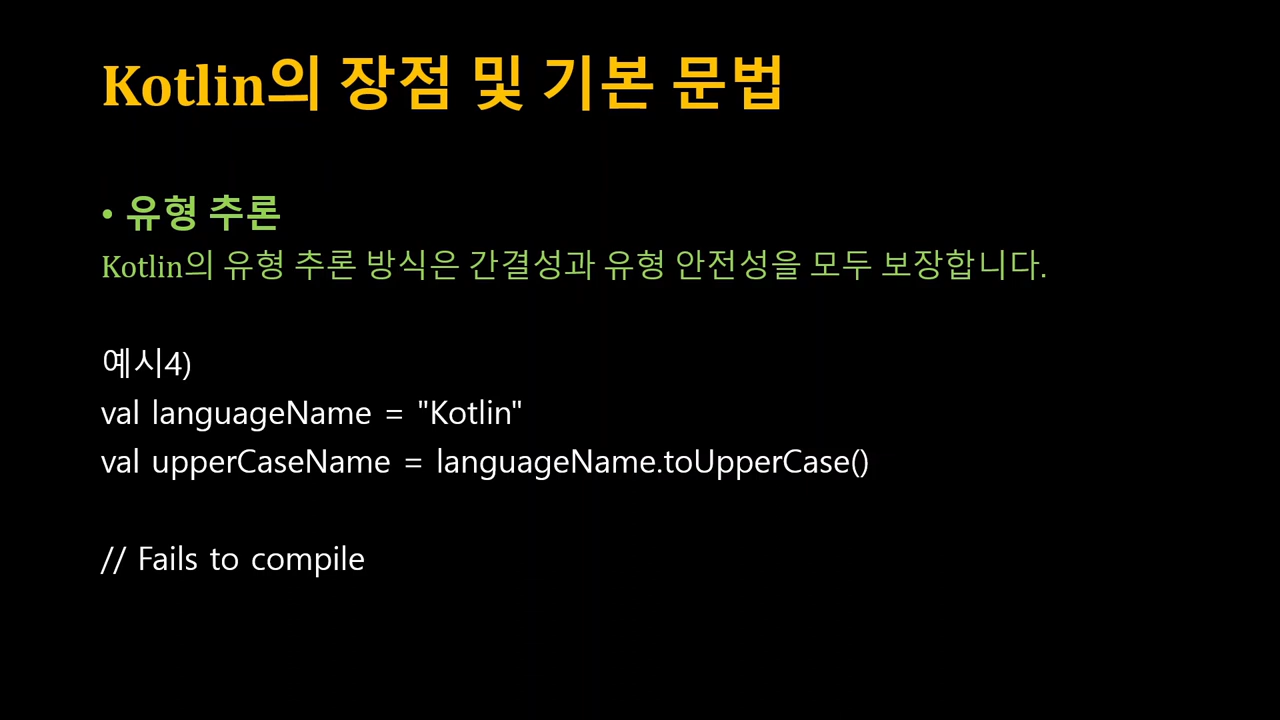 Kotlin의 장점 및 기본 문법
• 유형 추론
Kotlin의 유형 추론 방식은 간결성과 유형 안전성을 모두 보장합니다.
예시4)
val languageName = "Kotlin"
val upperCaseName = languageName.toUpperCase()
// Fails to compile